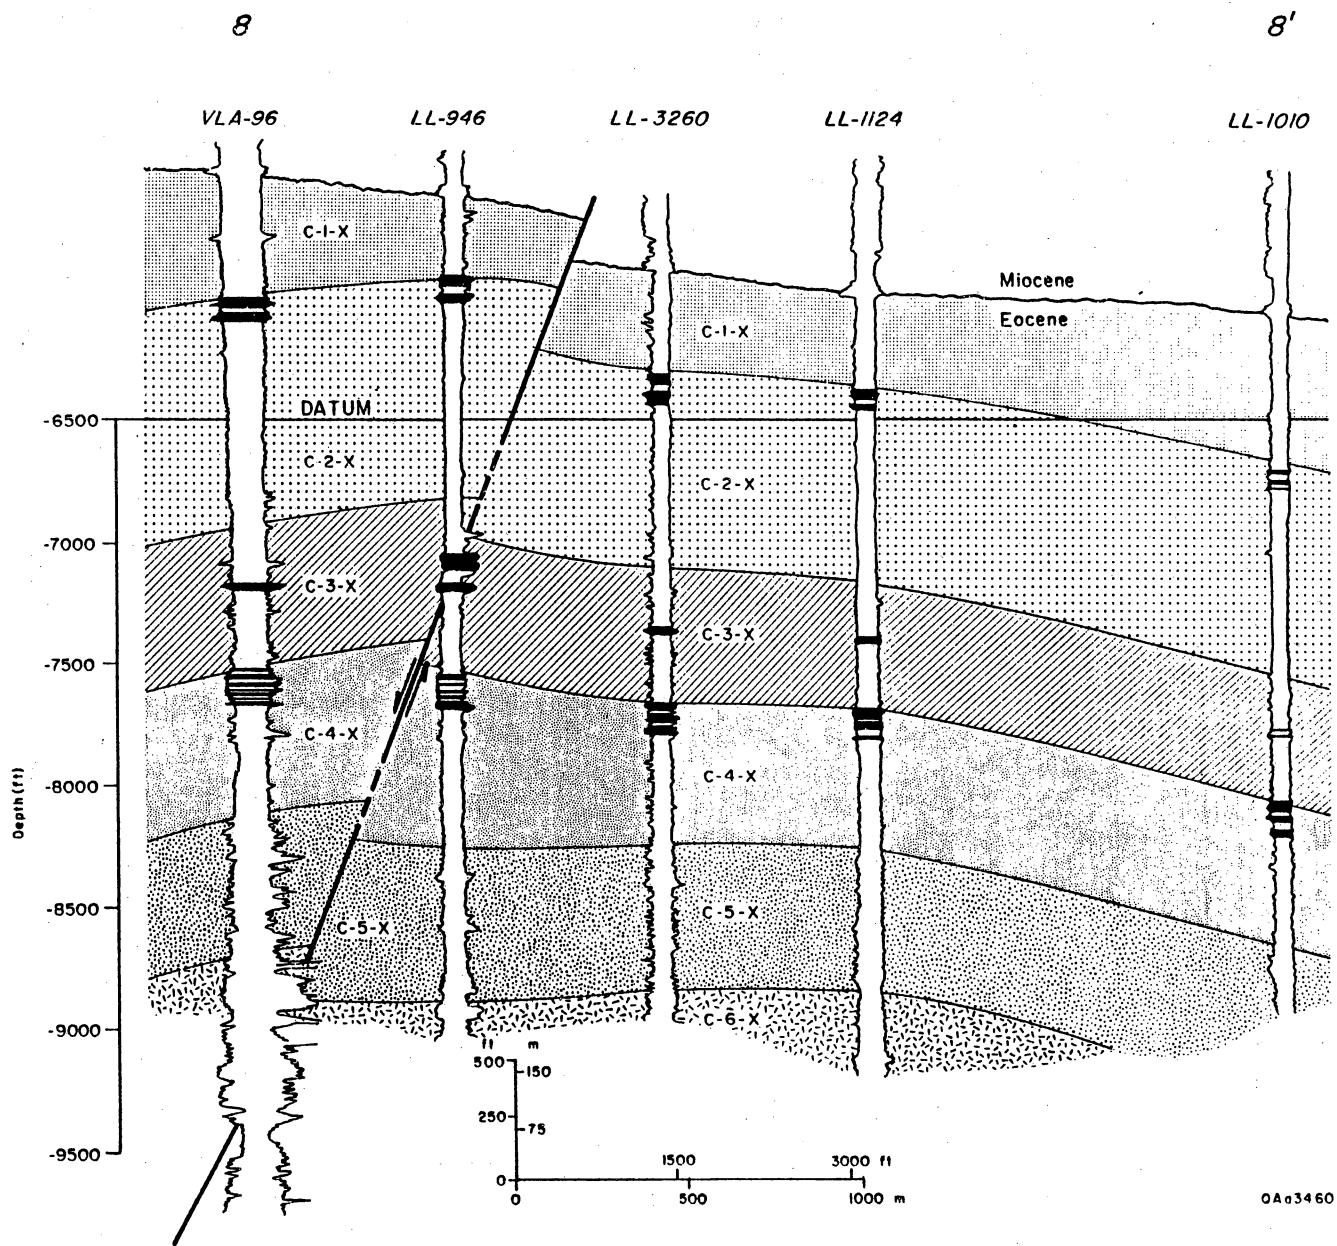 8 8'
VLA-96 LL-946 LL-3260 LL-1124 LL-1010
C-1-X
Miocene
Eocene
C-1-X
DATUM
-6500
C-2-X
C-2-X
-7000
C-3-X
C-3-X
-7500
C-4-X
C-4-X
-8000
Depth (ft)
-8500
C-5-X
C-5-X
-9000
C-6-X
-9500
ft m
500
150
250
75
0
1500 3000 ft
0 500 1000 m
QAa3460